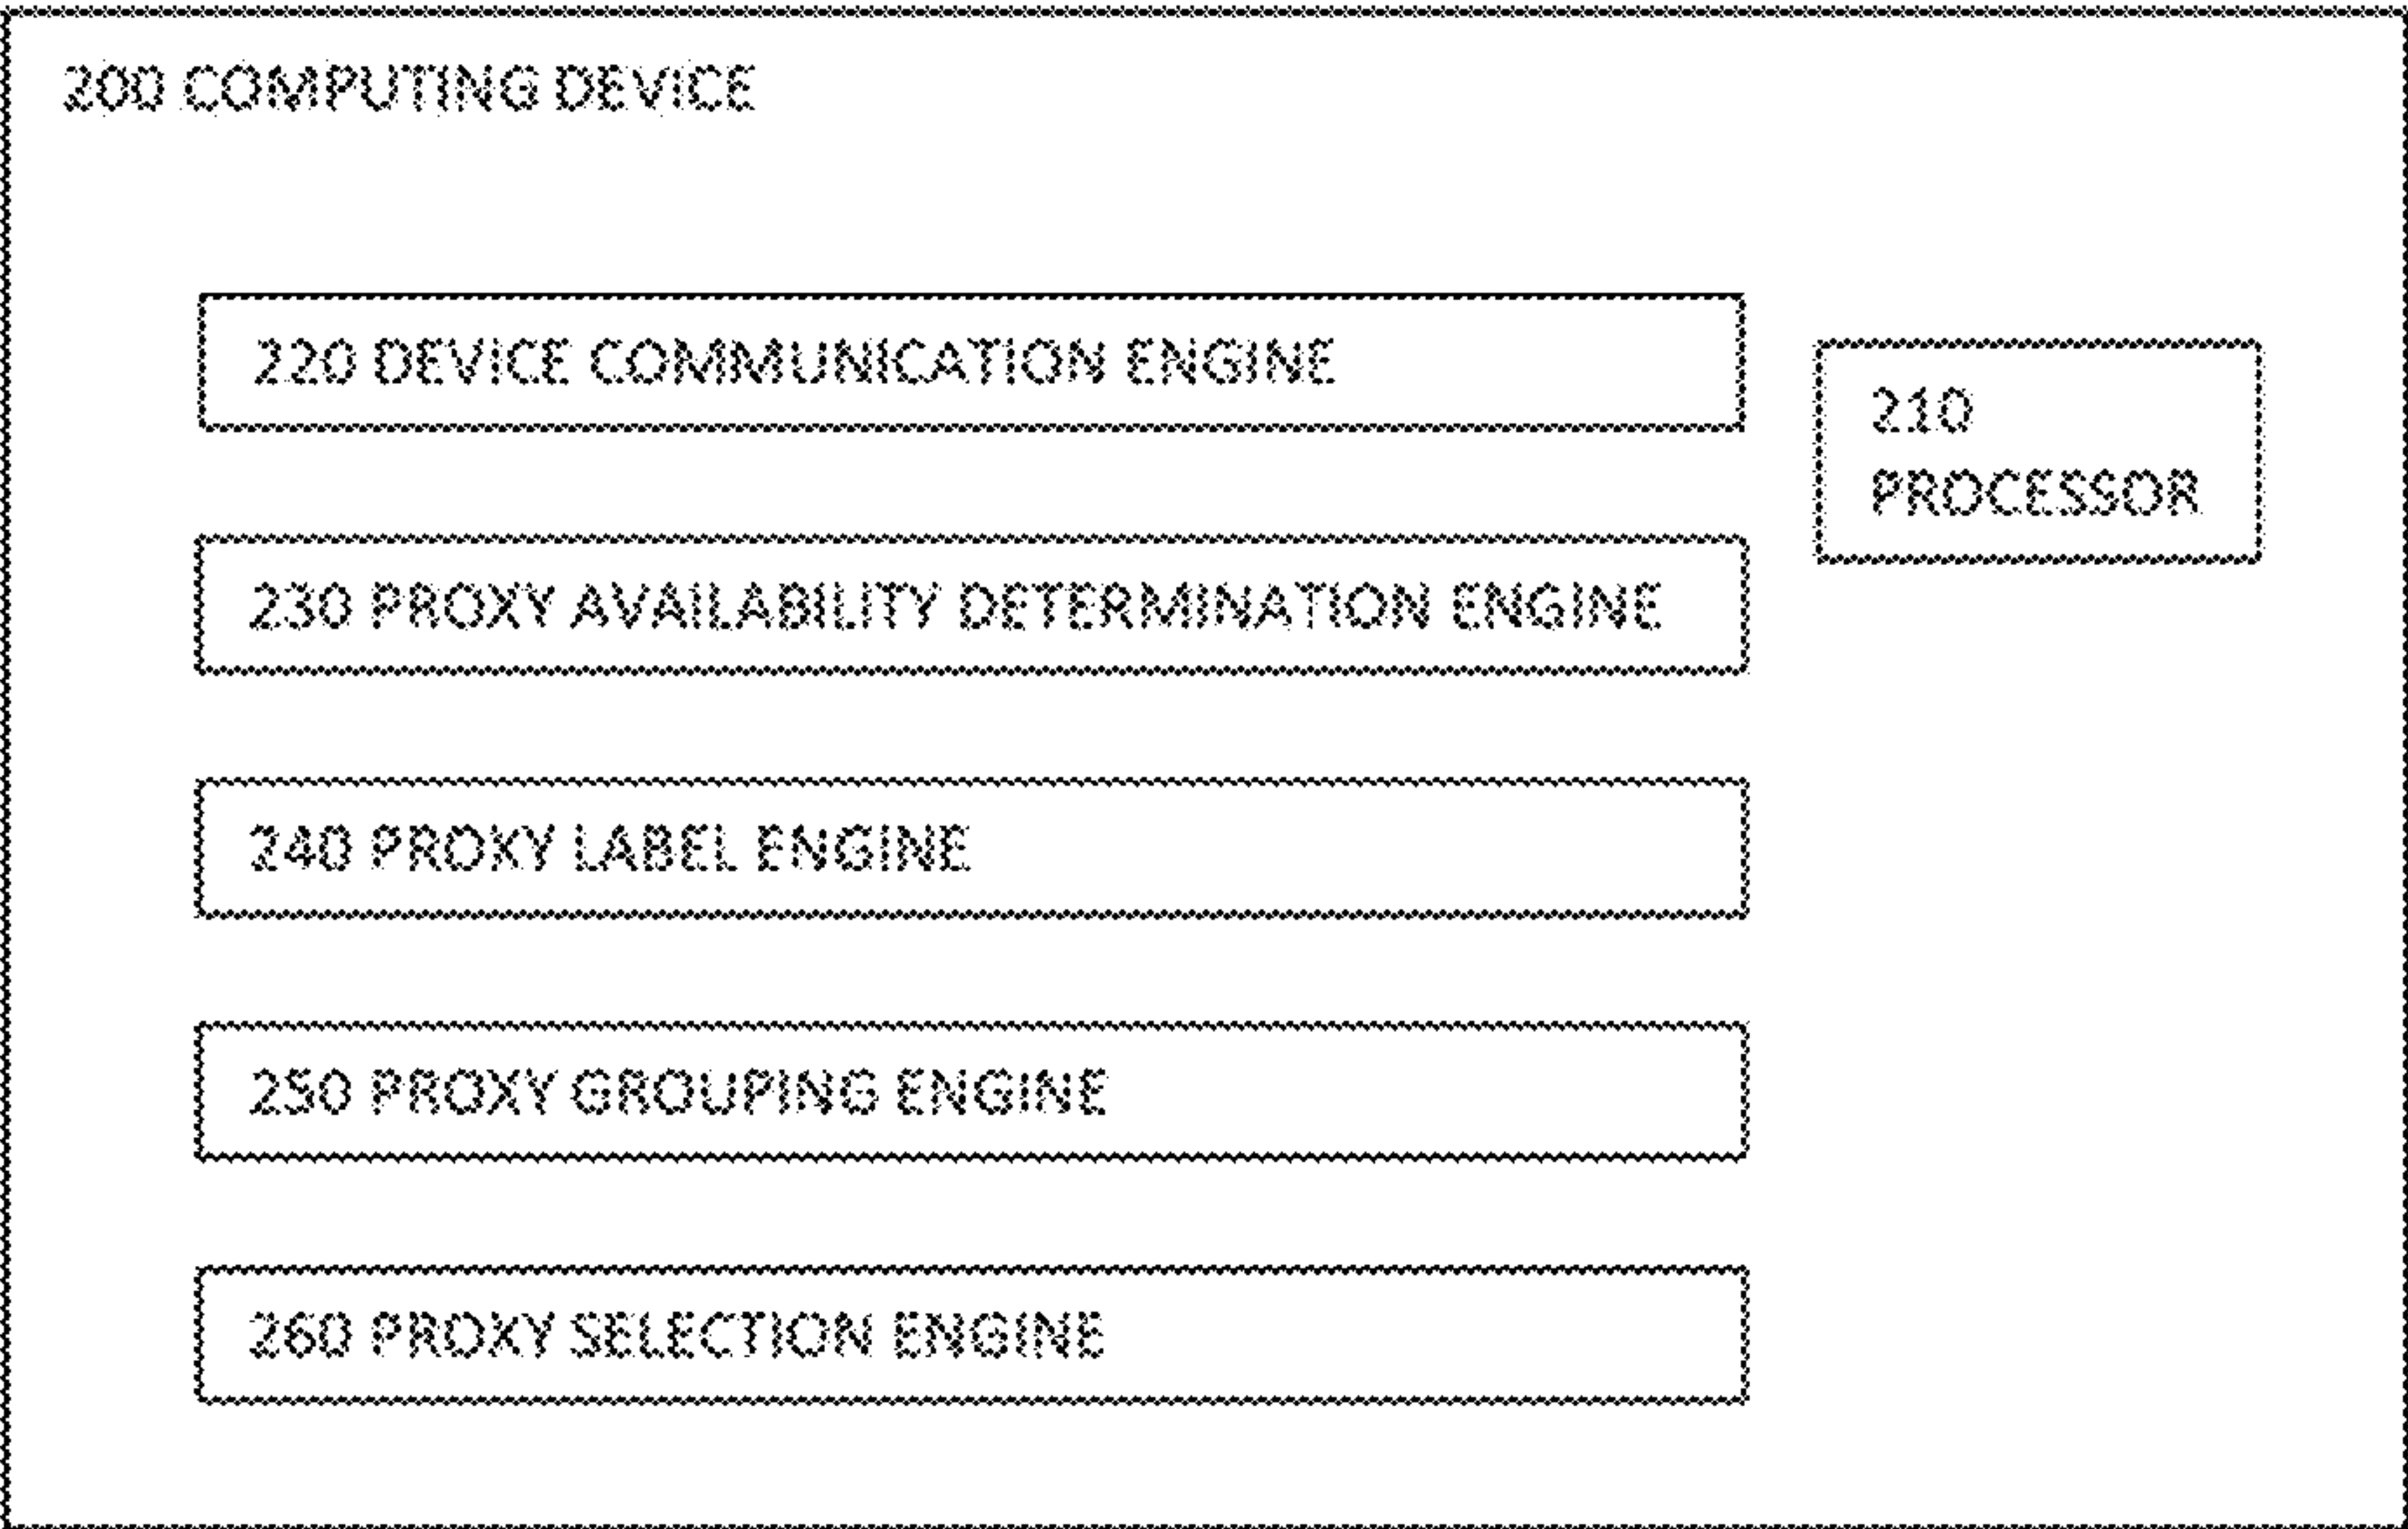 200 COMPUTING DEVICE
220 DEVICE COMMUNICATION ENGINE
210
PROCESSOR
230 PROXY AVAILABILITY DETERMINATION ENGINE
240 PROXY LABEL ENGINE
250 PROXY GROUPING ENGINE
260 PROXY SELECTION ENGINE